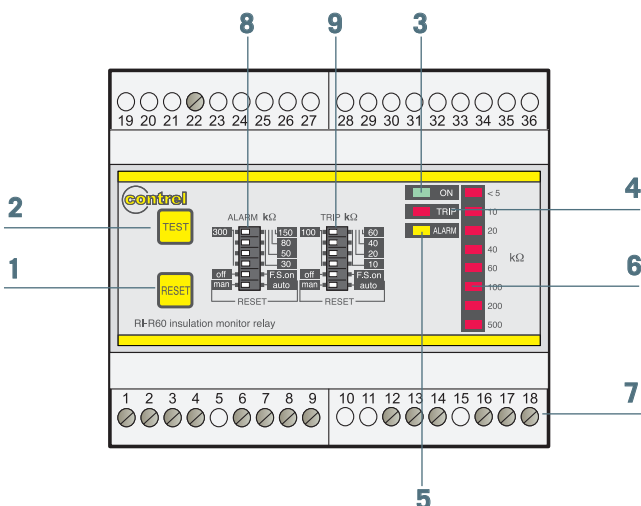 8 9 3
19 20 21 22 23 24 25 26 27 28 29 30 31 32 33 34 35 36
contrel
ON < 5
4
2
TRIP 10
TEST
ALARM kΩ
TRIP kΩ
300 150
100 60
ALARM 20
80
40
50
20
40
30
10
kΩ
60
1
off F.S.on
off F.S.on
6
RESET
man auto
man auto
100
RESET
RESET
200
RI-R60 insulation monitor relay
500
1 2 3 4 5 6 7 8 9 10 11 12 13 14 15 16 17 18
7
5